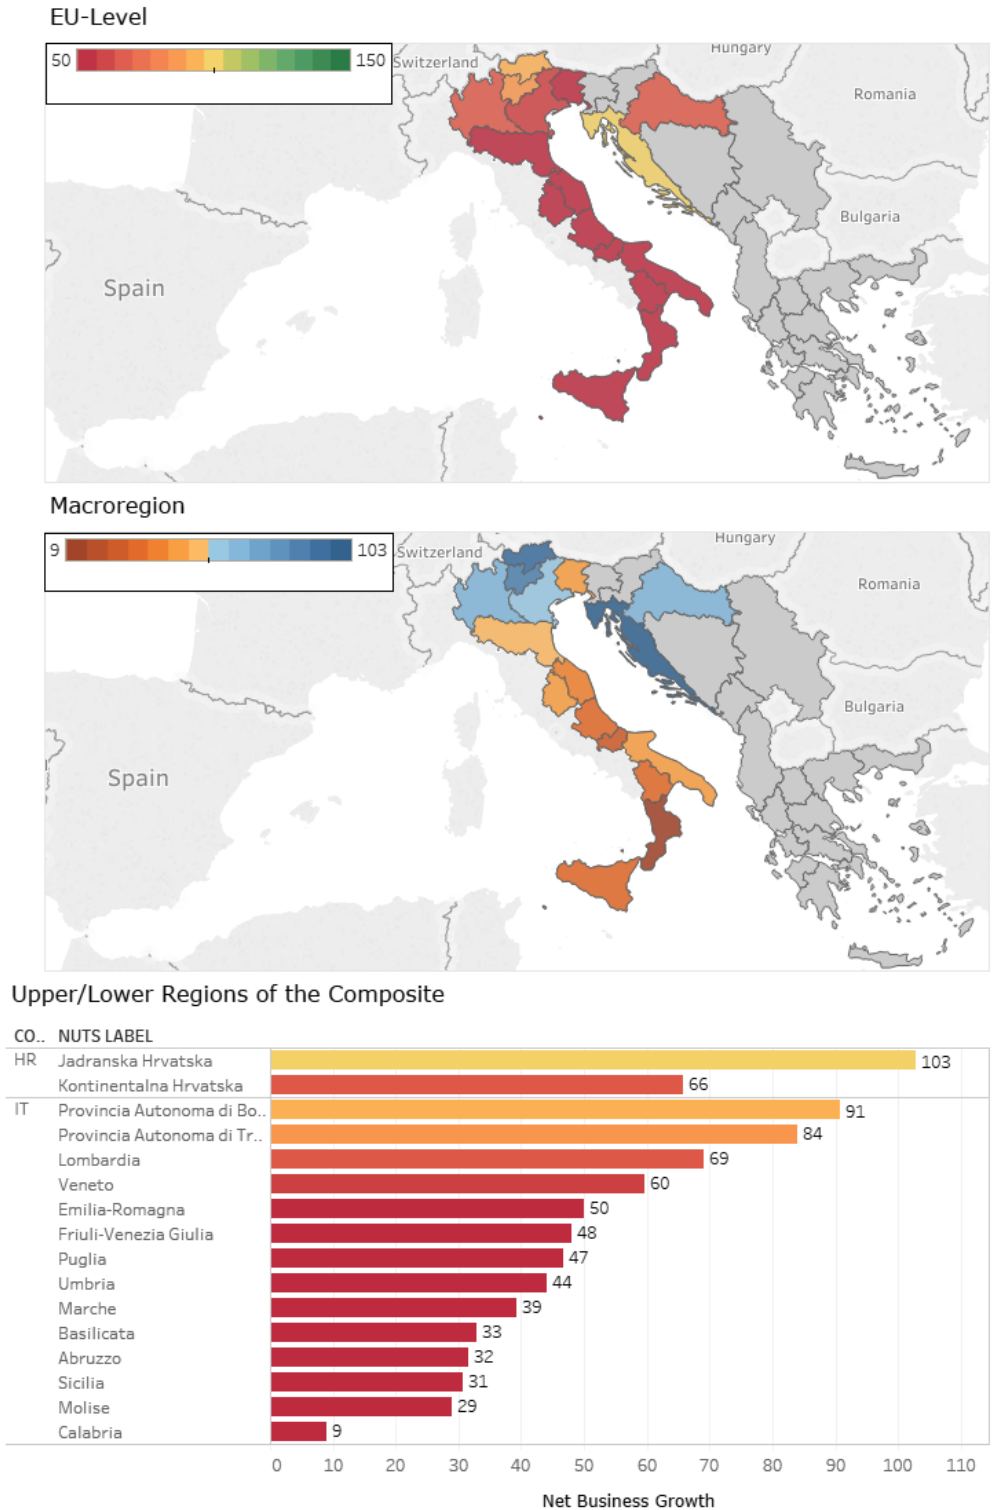 EU-Level
50 150
Switzerland
Hungary
Romania
Bulgaria
Spain
Macroregion
9 103
Switzerland
Hungary
Romania
Bulgaria
Spain
Upper/Lower Regions of the Composite
CO.. NUTS LABEL
HR Jadranska Hrvatska 103
Kontinentalna Hrvatska 66
IT Provincia Autonoma di Bo.. 91
Provincia Autonoma di Tr.. 84
Lombardia 69
Veneto 60
Emilia-Romagna 50
Friuli-Venezia Giulia 48
Puglia 47
Umbria 44
Marche 39
Basilicata 33
Abruzzo 32
Sicilia 31
Molise 29
Calabria 9
0 10 20 30 40 50 60 70 80 90 100 110
Net Business Growth